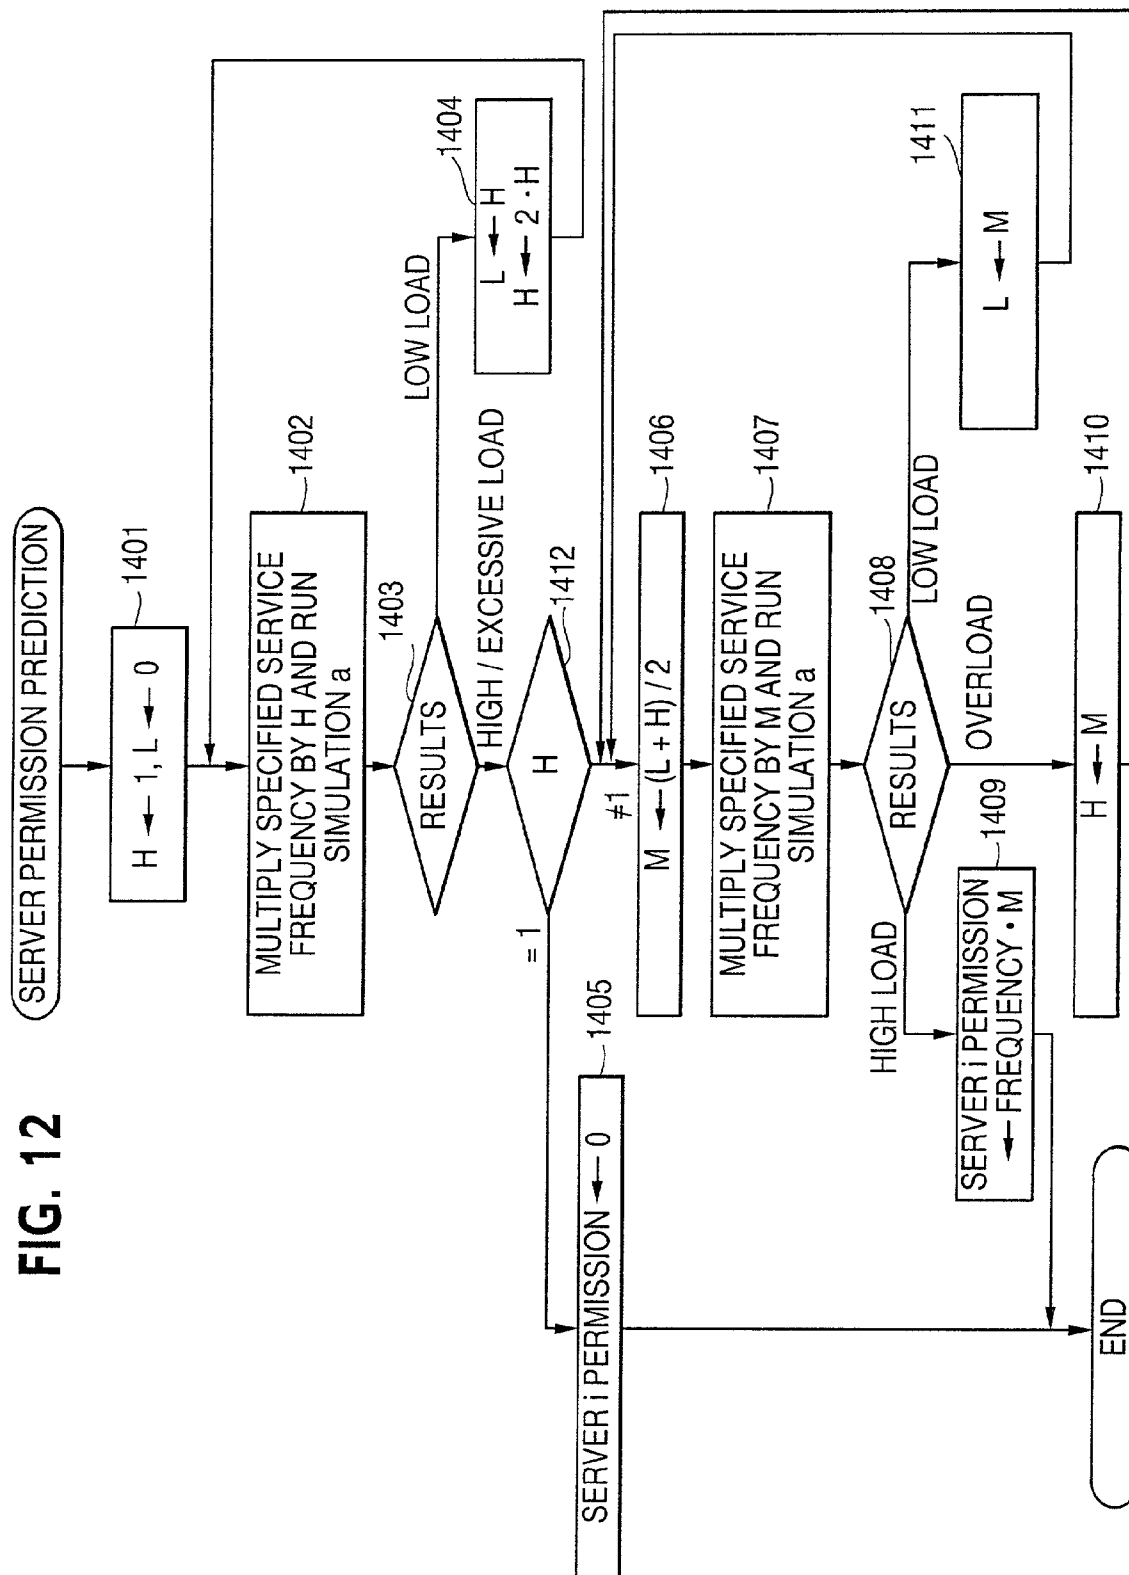 FIG. 12
SERVER PERMISSION PREDICTION
1401
H ← 1, L ← 0
1402
MULTIPLY SPECIFIED SERVICE
FREQUENCY BY H AND RUN
SIMULATION a
1403
RESULTS
LOW LOAD
1404
L ← H
H ← 2 · H
HIGH / EXCESSIVE LOAD
1412
H
= 1
≠1
1405
SERVER i PERMISSION ← 0
1406
M ← (L + H) / 2
1407
MULTIPLY SPECIFIED SERVICE
FREQUENCY BY M AND RUN
SIMULATION a
1408
RESULTS
LOW LOAD
1411
L ← M
HIGH LOAD
1409
SERVER i PERMISSION
← FREQUENCY · M
OVERLOAD
1410
H ← M
END